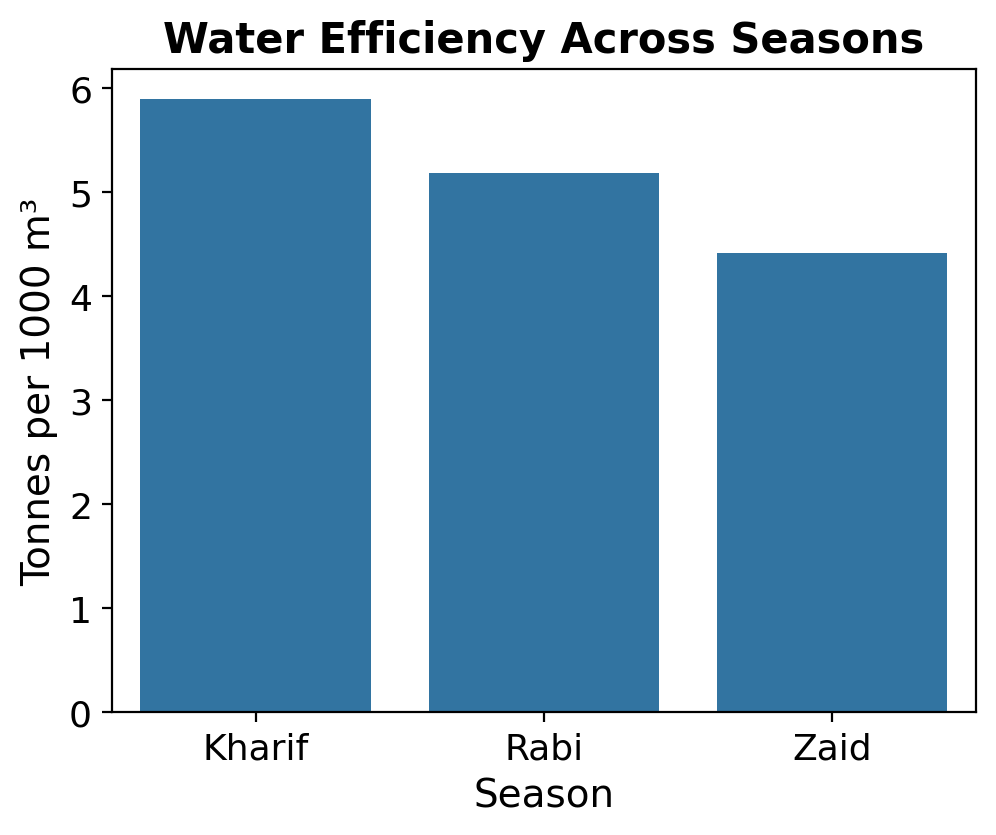 Water Efficiency Across Seasons
Tonnes per 1000 m³
6
5
4
3
2
1
0
Kharif Rabi Zaid
Season